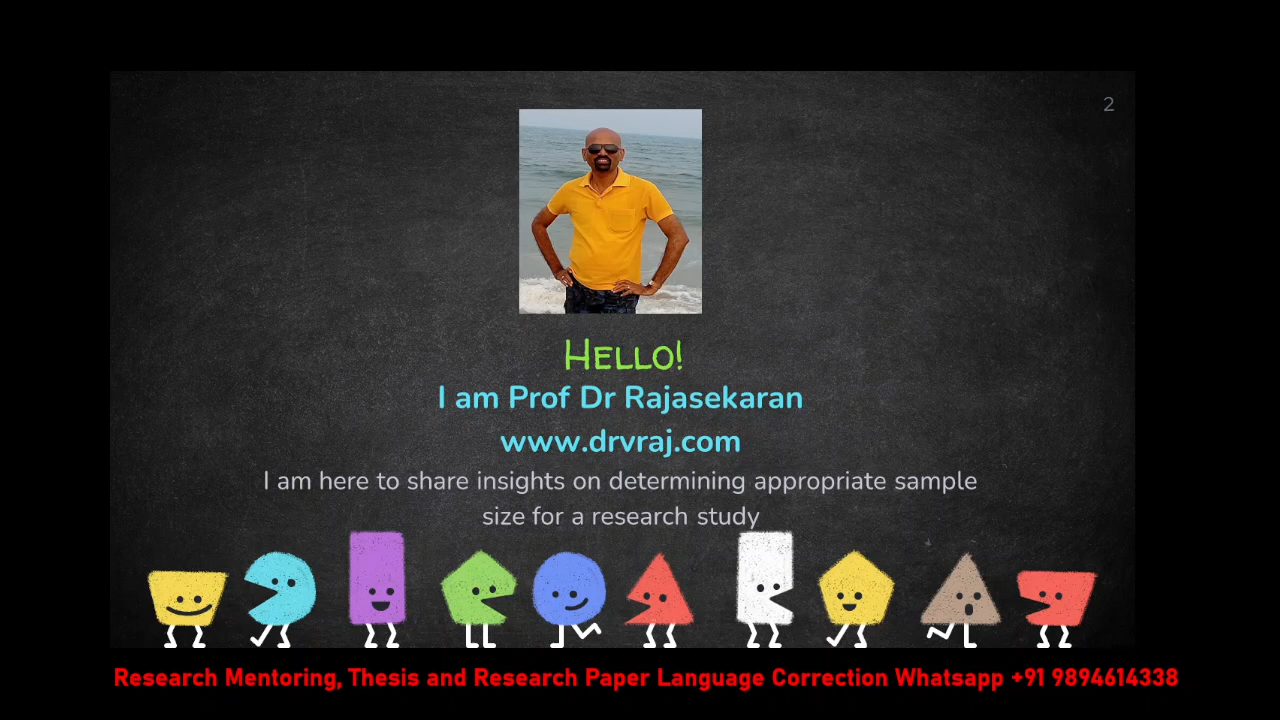 2
HELLO!
I am Prof Dr Rajasekaran
www.drvraj.com
I am here to share insights on determining appropriate sample
size for a research study
Research Mentoring, Thesis and Research Paper Language Correction Whatsapp +91 9894614338